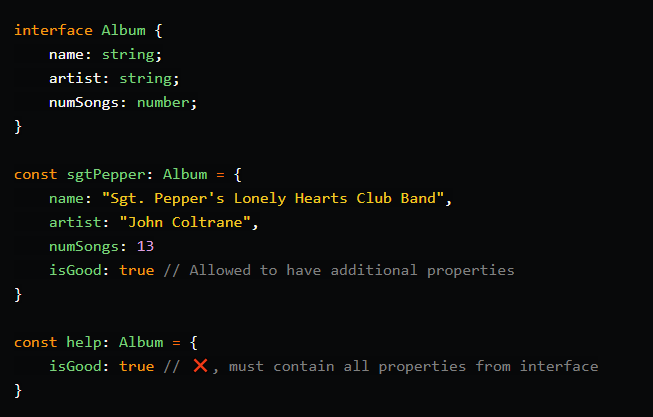 interface Album {
    name: string;
    artist: string;
    numSongs: number;
}

const sgtPepper: Album = {
    name: "Sgt. Pepper's Lonely Hearts Club Band",
    artist: "John Coltrane",
    numSongs: 13
    isGood: true // Allowed to have additional properties
}

const help: Album = {
    isGood: true // ❌, must contain all properties from interface
}